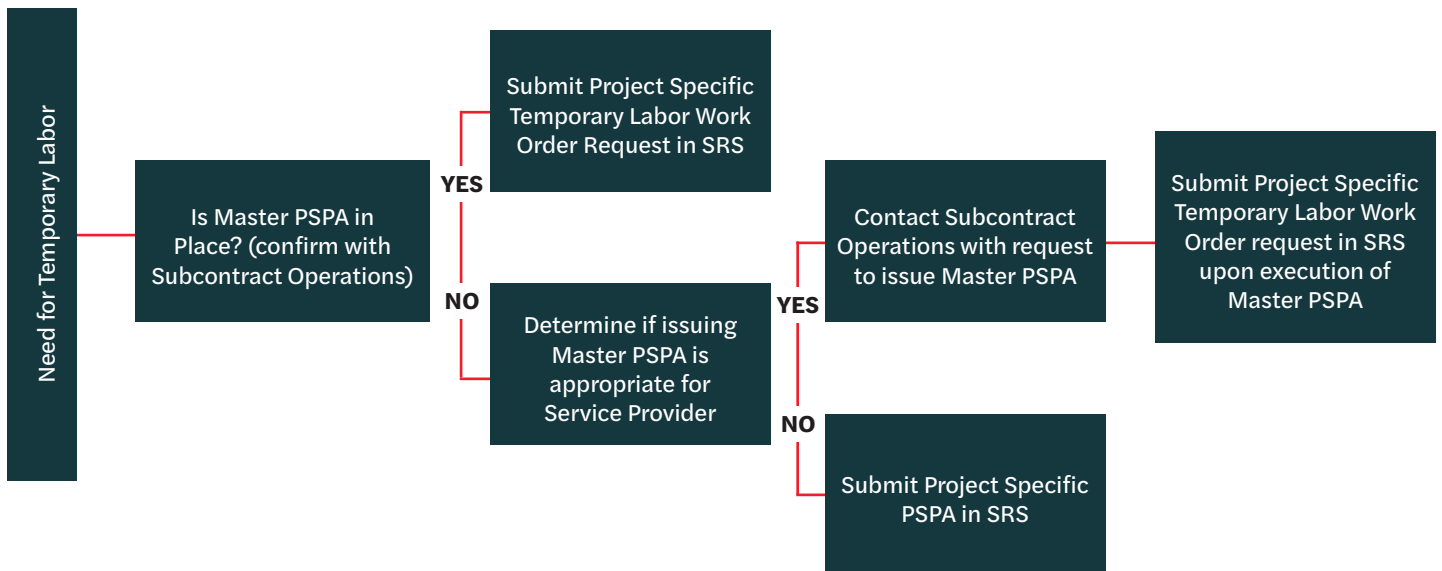 Need for Temporary Labor
Is Master PSPA in
Place? (confirm with
Subcontract Operations)
YES
Submit Project Specific
Temporary Labor Work
Order Request in SRS
NO
Determine if issuing
Master PSPA is
appropriate for
Service Provider
YES
Contact Subcontract
Operations with request
to issue Master PSPA
Submit Project Specific
Temporary Labor Work
Order request in SRS
upon execution of
Master PSPA
NO
Submit Project Specific
PSPA in SRS